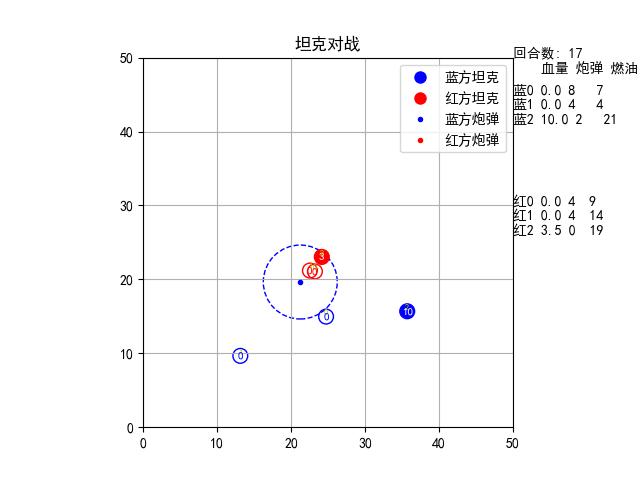 坦克对战
回合数: 17
血量 炮弹 燃油
蓝0 0.0 8 7
蓝1 0.0 4 4
蓝2 10.0 2 21
红0 0.0 4 9
红1 0.0 4 14
红2 3.5 0 19
蓝方坦克
红方坦克
蓝方炮弹
红方炮弹
50
40
30
20
10
0
0 10 20 30 40 50
3
0 0
0
10
0